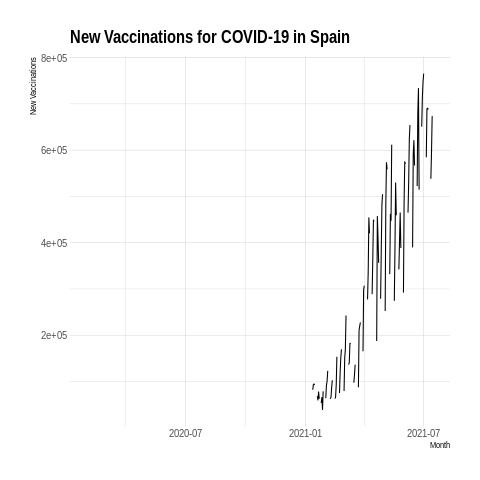 New Vaccinations for COVID-19 in Spain
New Vaccinations
8e+05
6e+05
4e+05
2e+05
2020-07
2021-01
2021-07
Month